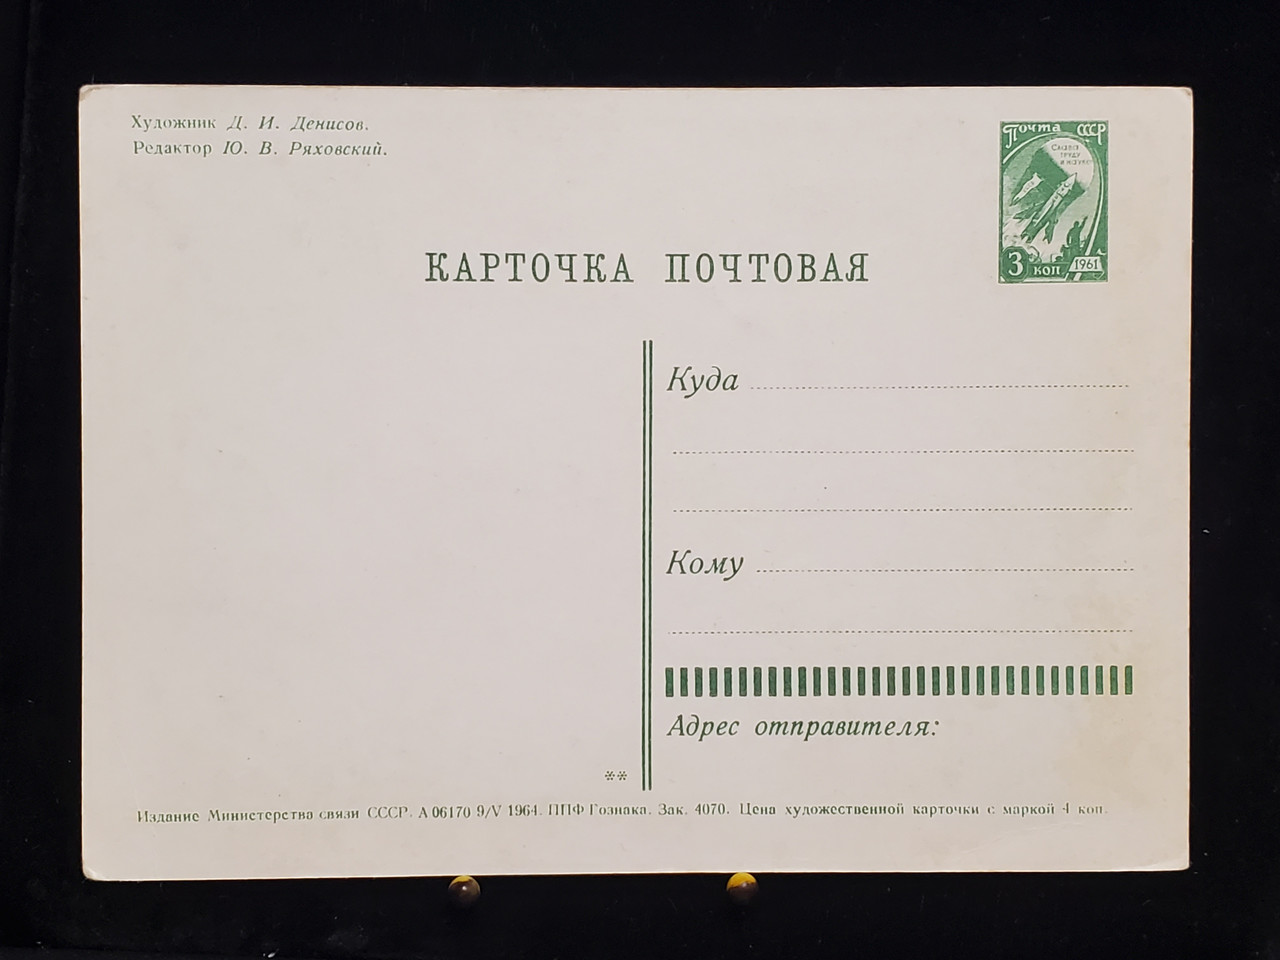 Художник Д. И. Денисов.
Редактор Ю. В. Ряховский.
Почта СССР
Слава
труду
и науке!
3 коп 1961
КАРТОЧКА ПОЧТОВАЯ
Куда
Кому
Адрес отправителя:
**
Издание Министерства связи СССР. А 06170 9/V 1964. ППФ Гознака. Зак. 4070. Цена художественной карточки с маркой 4 коп.